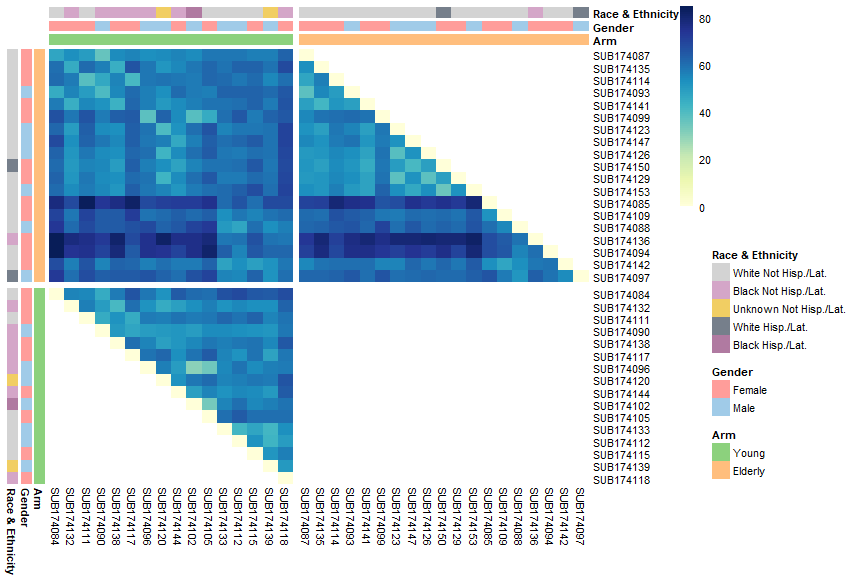 Race & Ethnicity
Gender
Arm
80
60
40
20
0
SUB174087
SUB174135
SUB174114
SUB174093
SUB174141
SUB174099
SUB174123
SUB174147
SUB174126
SUB174150
SUB174129
SUB174153
SUB174085
SUB174109
SUB174088
SUB174136
SUB174094
SUB174142
SUB174097
SUB174084
SUB174132
SUB174111
SUB174090
SUB174138
SUB174117
SUB174096
SUB174120
SUB174144
SUB174102
SUB174105
SUB174133
SUB174112
SUB174115
SUB174139
SUB174118
Race & Ethnicity
White Not Hisp./Lat.
Black Not Hisp./Lat.
Unknown Not Hisp./Lat.
White Hisp./Lat.
Black Hisp./Lat.
Gender
Female
Male
Arm
Young
Elderly
Race & Ethnicity
Gender
Arm
SUB174084
SUB174132
SUB174111
SUB174090
SUB174138
SUB174117
SUB174096
SUB174120
SUB174144
SUB174102
SUB174105
SUB174133
SUB174112
SUB174115
SUB174139
SUB174118
SUB174087
SUB174135
SUB174114
SUB174093
SUB174141
SUB174099
SUB174123
SUB174147
SUB174126
SUB174150
SUB174129
SUB174153
SUB174085
SUB174109
SUB174088
SUB174136
SUB174094
SUB174142
SUB174097